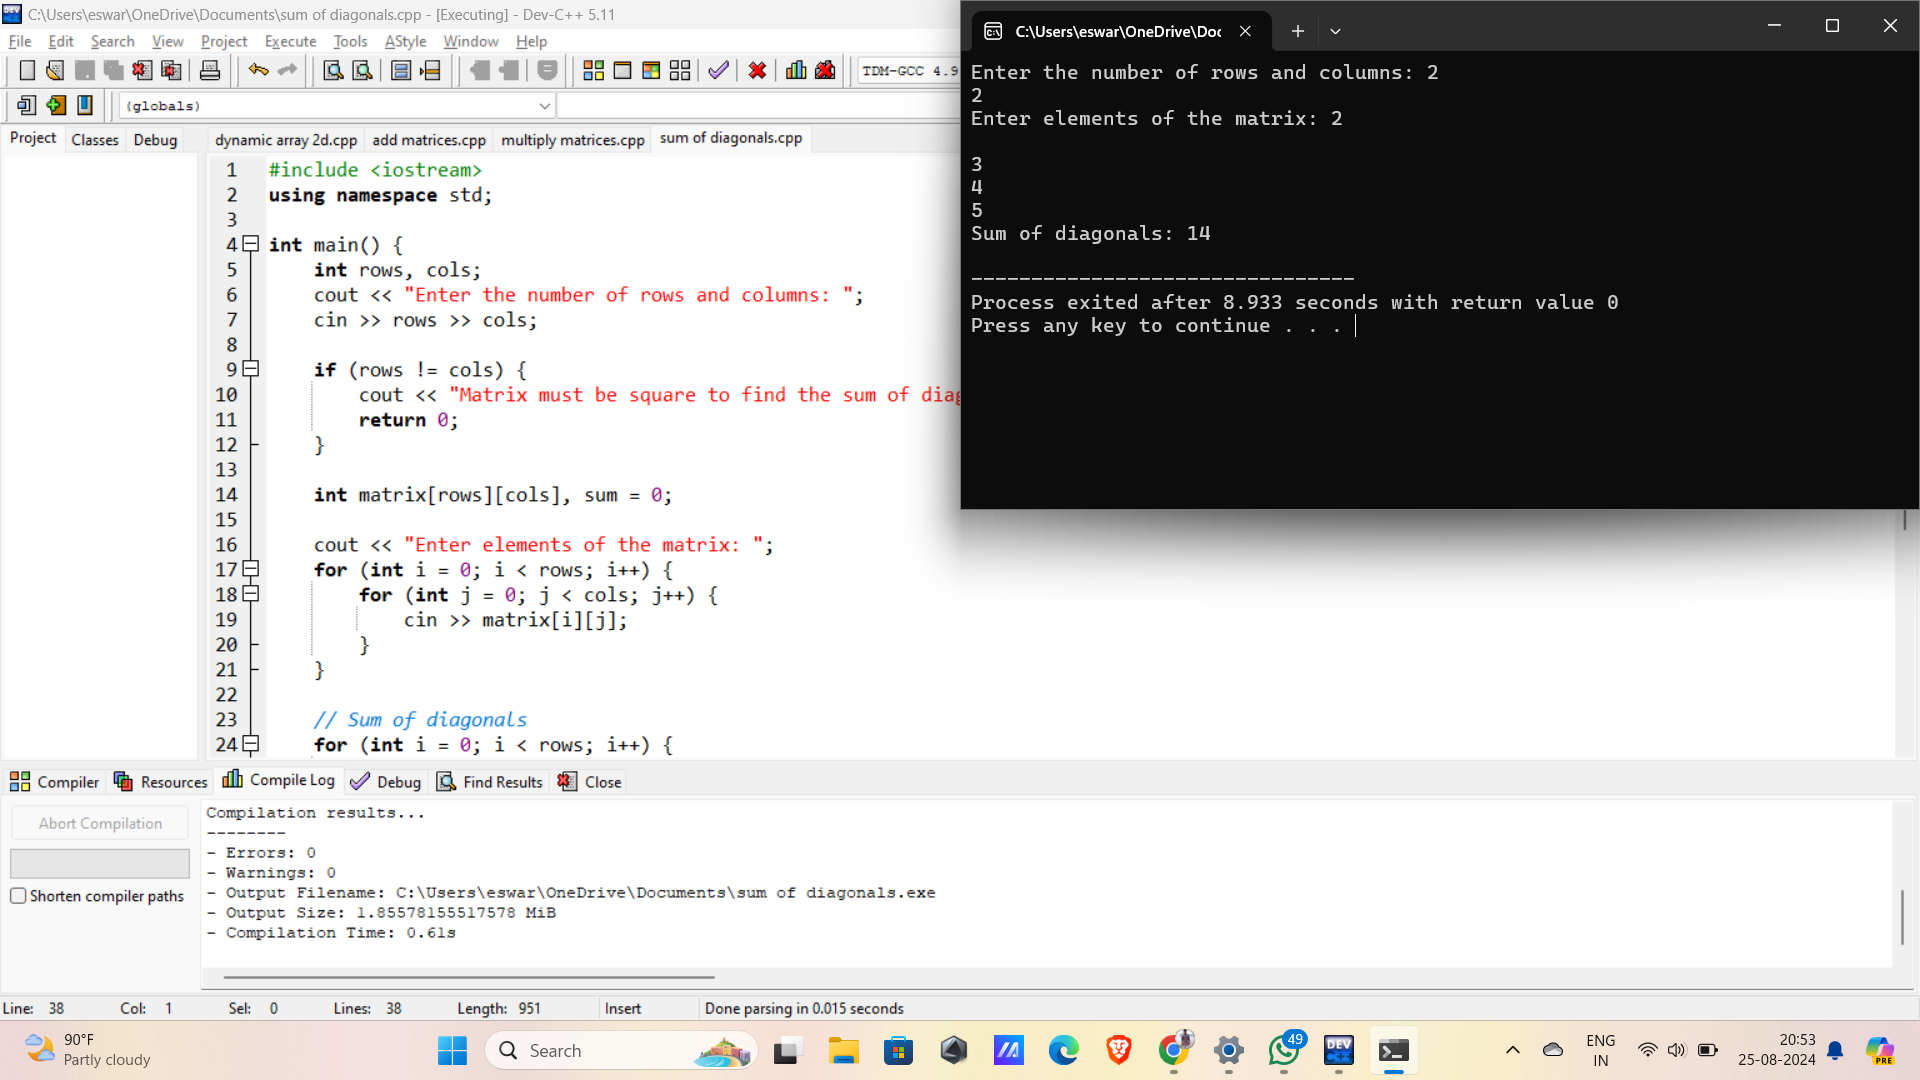 C:\Users\eswar\OneDrive\Documents\sum of diagonals.cpp - [Executing] - Dev-C++ 5.11
File Edit Search View Project Execute Tools AStyle Window Help
TDM-GCC 4.9
(globals)
Project Classes Debug
dynamic array 2d.cpp add matrices.cpp multiply matrices.cpp sum of diagonals.cpp
1 #include <iostream>
2 using namespace std;
3
4 int main() {
5 int rows, cols;
6 cout << "Enter the number of rows and columns: ";
7 cin >> rows >> cols;
8
9 if (rows != cols) {
10 cout << "Matrix must be square to find the sum of diag
11 return 0;
12 }
13
14 int matrix[rows][cols], sum = 0;
15
16 cout << "Enter elements of the matrix: ";
17 for (int i = 0; i < rows; i++) {
18 for (int j = 0; j < cols; j++) {
19 cin >> matrix[i][j];
20 }
21 }
22
23 // Sum of diagonals
24 for (int i = 0; i < rows; i++) {
C:\Users\eswar\OneDrive\Doc
Enter the number of rows and columns: 2
2
Enter elements of the matrix: 2
3
4
5
Sum of diagonals: 14
--------------------------------
Process exited after 8.933 seconds with return value 0
Press any key to continue . . .
Compiler Resources Compile Log Debug Find Results Close
Abort Compilation
Shorten compiler paths
Compilation results...
--------
- Errors: 0
- Warnings: 0
- Output Filename: C:\Users\eswar\OneDrive\Documents\sum of diagonals.exe
- Output Size: 1.85578155517578 MiB
- Compilation Time: 0.61s
Line: 38 Col: 1 Sel: 0 Lines: 38 Length: 951 Insert Done parsing in 0.015 seconds
90°F
Partly cloudy
Search
49
DEV
C++
ENG
IN
20:53
25-08-2024
PRE